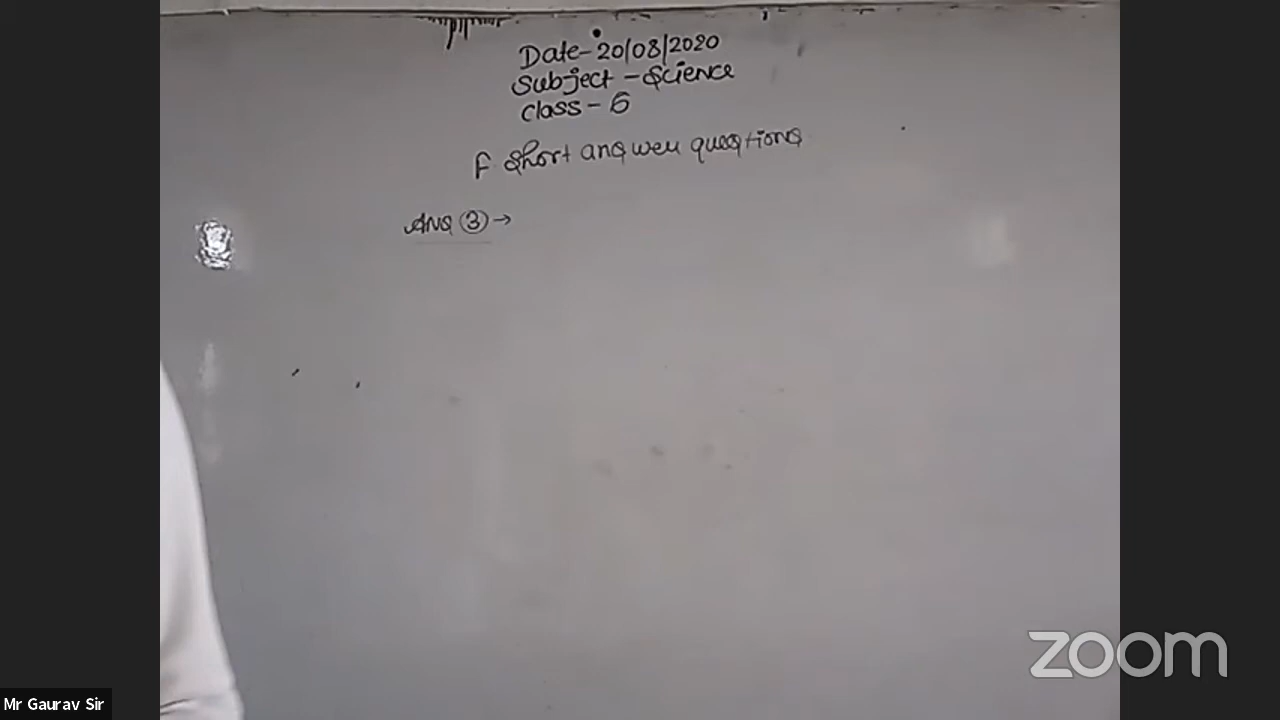 Date-20/08/2020
Subject - Science
Class - 6
F. Short answer questions
Ans (3) →
zoom
Mr Gaurav Sir